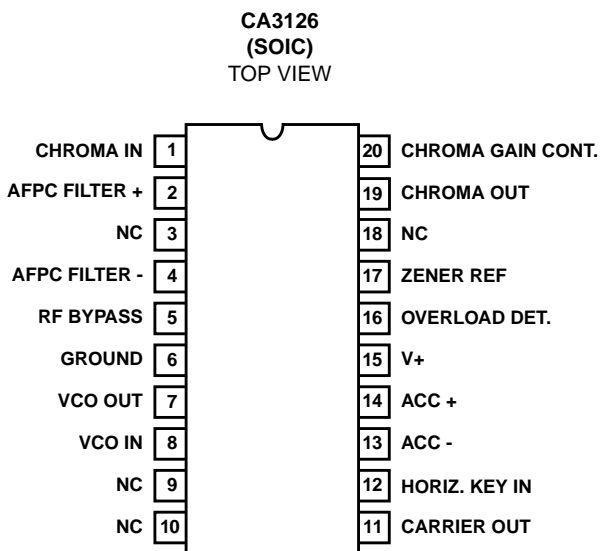 CA3126
(SOIC)
TOP VIEW
CHROMA IN 1
AFPC FILTER + 2
NC 3
AFPC FILTER - 4
RF BYPASS 5
GROUND 6
VCO OUT 7
VCO IN 8
NC 9
NC 10
20 CHROMA GAIN CONT.
19 CHROMA OUT
18 NC
17 ZENER REF
16 OVERLOAD DET.
15 V+
14 ACC +
13 ACC -
12 HORIZ. KEY IN
11 CARRIER OUT